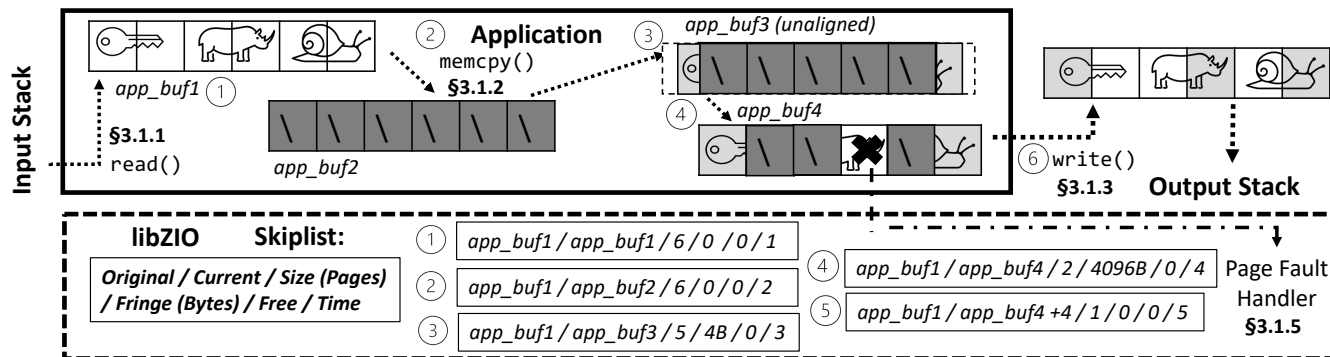 Input Stack
app_buf1
①
§3.1.1
read()
②
Application
memcpy()
§3.1.2
app_buf2
③
app_buf3 (unaligned)
④
app_buf4
⑥ write()
§3.1.3
Output Stack
libZIO Skiplist:
Original / Current / Size (Pages)
/ Fringe (Bytes) / Free / Time
① app_buf1 / app_buf1 / 6 / 0 / 0 / 1
② app_buf1 / app_buf2 / 6 / 0 / 0 / 2
③ app_buf1 / app_buf3 / 5 / 4B / 0 / 3
④ app_buf1 / app_buf4 / 2 / 4096B / 0 / 4
⑤ app_buf1 / app_buf4 +4 / 1 / 0 / 0 / 5
Page Fault
Handler
§3.1.5